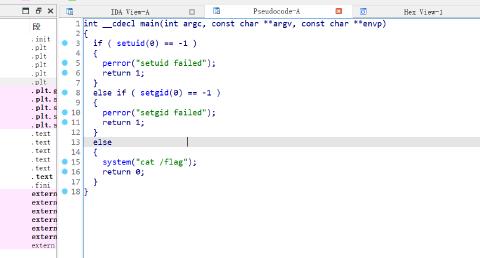 IDA View-A
Pseudocode-A
Hex View-1
段
.init
.plt
.plt
.plt
.plt
.plt
.plt.g
.plt.s
.plt.s
.plt.s
.text
.text
.text
.text
.text
.fini
extern
extern
extern
extern
extern
extern
1 int __cdecl main(int argc, const char **argv, const char **envp)
2 {
3 if ( setuid(0) == -1 )
4 {
5 perror("setuid failed");
6 return 1;
7 }
8 else if ( setgid(0) == -1 )
9 {
10 perror("setgid failed");
11 return 1;
12 }
13 else
14 {
15 system("cat /flag");
16 return 0;
17 }
18 }